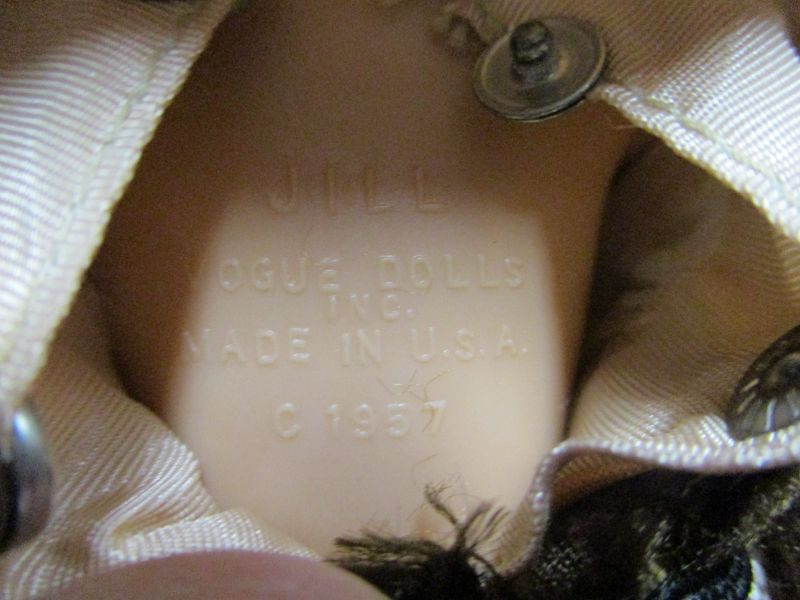 JILL
VOGUE DOLLS
INC.
MADE IN U.S.A.
C 1957